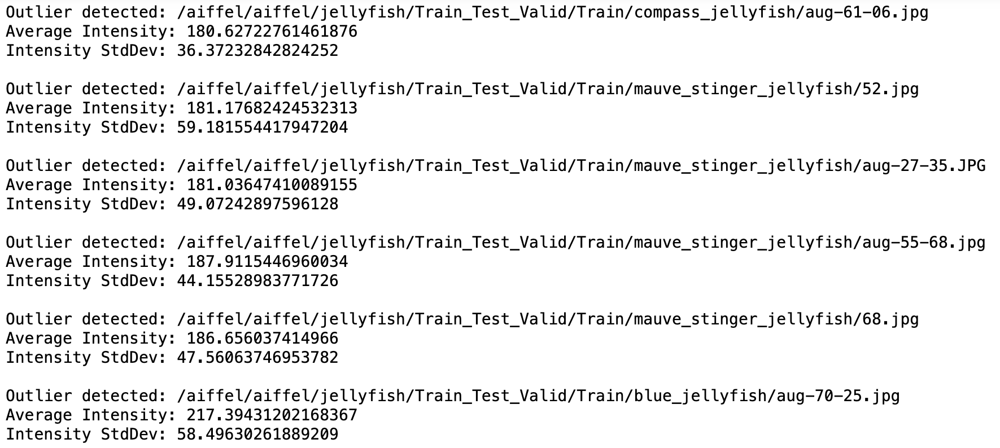 Outlier detected: /aiffel/aiffel/jellyfish/Train_Test_Valid/Train/compass_jellyfish/aug-61-06.jpg
Average Intensity: 180.62722761461876
Intensity StdDev: 36.37232842824252
Outlier detected: /aiffel/aiffel/jellyfish/Train_Test_Valid/Train/mauve_stinger_jellyfish/52.jpg
Average Intensity: 181.17682424532313
Intensity StdDev: 59.181554417947204
Outlier detected: /aiffel/aiffel/jellyfish/Train_Test_Valid/Train/mauve_stinger_jellyfish/aug-27-35.JPG
Average Intensity: 181.03647410089155
Intensity StdDev: 49.07242897596128
Outlier detected: /aiffel/aiffel/jellyfish/Train_Test_Valid/Train/mauve_stinger_jellyfish/aug-55-68.jpg
Average Intensity: 187.9115446960034
Intensity StdDev: 44.15528983771726
Outlier detected: /aiffel/aiffel/jellyfish/Train_Test_Valid/Train/mauve_stinger_jellyfish/68.jpg
Average Intensity: 186.656037414966
Intensity StdDev: 47.56063746953782
Outlier detected: /aiffel/aiffel/jellyfish/Train_Test_Valid/Train/blue_jellyfish/aug-70-25.jpg
Average Intensity: 217.39431202168367
Intensity StdDev: 58.49630261889209